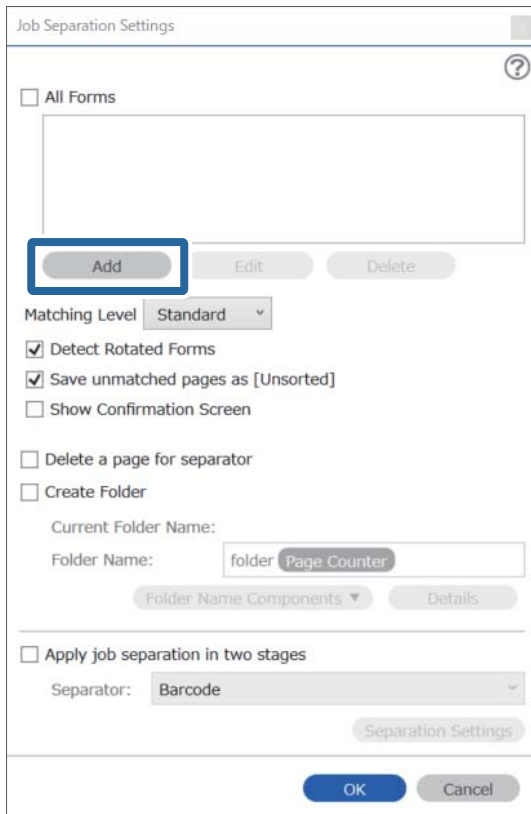 Job Separation Settings
?
All Forms
Add Edit Delete
Matching Level Standard
Detect Rotated Forms
Save unmatched pages as [Unsorted]
Show Confirmation Screen
Delete a page for separator
Create Folder
Current Folder Name:
Folder Name: folder Page Counter
Folder Name Components ▼ Details
Apply job separation in two stages
Separator: Barcode
Separation Settings
OK Cancel